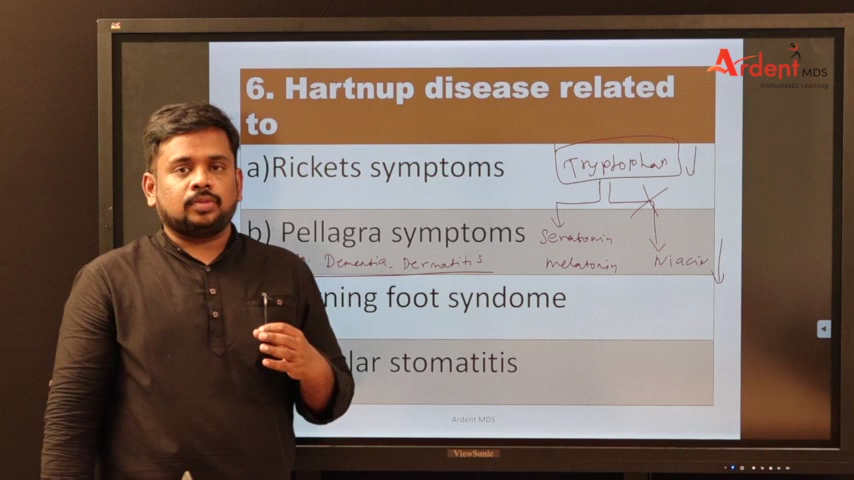 Ardent MDS
Enthusiastic Learning
6. Hartnup disease related
to
a)Rickets symptoms
Tryptophan
b) Pellagra symptoms
Dementia, Dermatitis
Seratonin
melatonin
Niacin
ning foot syndome
lar stomatitis
Ardent MDS
ViewSonic